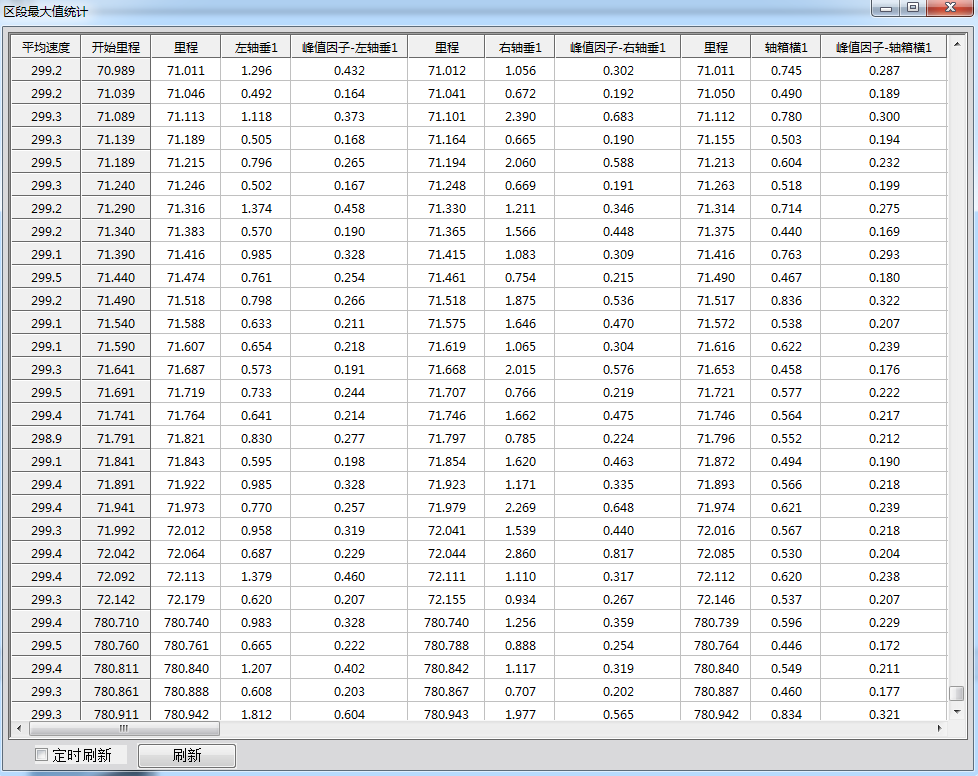 区段最大值统计
平均速度 开始里程 里程 左轴垂1 峰值因子-左轴垂1 里程 右轴垂1 峰值因子-右轴垂1 里程 轴箱横1 峰值因子-轴箱横1
299.2 70.989 71.011 1.296 0.432 71.012 1.056 0.302 71.011 0.745 0.287
299.2 71.039 71.046 0.492 0.164 71.041 0.672 0.192 71.050 0.490 0.189
299.3 71.089 71.113 1.118 0.373 71.101 2.390 0.683 71.112 0.780 0.300
299.3 71.139 71.189 0.505 0.168 71.164 0.665 0.190 71.155 0.503 0.194
299.5 71.189 71.215 0.796 0.265 71.194 2.060 0.588 71.213 0.604 0.232
299.3 71.240 71.246 0.502 0.167 71.248 0.669 0.191 71.263 0.518 0.199
299.2 71.290 71.316 1.374 0.458 71.330 1.211 0.346 71.314 0.714 0.275
299.2 71.340 71.383 0.570 0.190 71.365 1.566 0.448 71.375 0.440 0.169
299.1 71.390 71.416 0.985 0.328 71.415 1.083 0.309 71.416 0.763 0.293
299.5 71.440 71.474 0.761 0.254 71.461 0.754 0.215 71.490 0.467 0.180
299.2 71.490 71.518 0.798 0.266 71.518 1.875 0.536 71.517 0.836 0.322
299.1 71.540 71.588 0.633 0.211 71.575 1.646 0.470 71.572 0.538 0.207
299.1 71.590 71.607 0.654 0.218 71.619 1.065 0.304 71.616 0.622 0.239
299.3 71.641 71.687 0.573 0.191 71.668 2.015 0.576 71.653 0.458 0.176
299.5 71.691 71.719 0.733 0.244 71.707 0.766 0.219 71.721 0.577 0.222
299.4 71.741 71.764 0.641 0.214 71.746 1.662 0.475 71.746 0.564 0.217
298.9 71.791 71.821 0.830 0.277 71.797 0.785 0.224 71.796 0.552 0.212
299.1 71.841 71.843 0.595 0.198 71.854 1.620 0.463 71.872 0.494 0.190
299.4 71.891 71.922 0.985 0.328 71.923 1.171 0.335 71.893 0.566 0.218
299.4 71.941 71.973 0.770 0.257 71.979 2.269 0.648 71.974 0.621 0.239
299.3 71.992 72.012 0.958 0.319 72.041 1.539 0.440 72.016 0.567 0.218
299.4 72.042 72.064 0.687 0.229 72.044 2.860 0.817 72.085 0.530 0.204
299.4 72.092 72.113 1.379 0.460 72.111 1.110 0.317 72.112 0.620 0.238
299.3 72.142 72.179 0.620 0.207 72.155 0.934 0.267 72.146 0.537 0.207
299.4 780.710 780.740 0.983 0.328 780.740 1.256 0.359 780.739 0.596 0.229
299.5 780.760 780.761 0.665 0.222 780.788 0.888 0.254 780.764 0.446 0.172
299.4 780.811 780.840 1.207 0.402 780.842 1.117 0.319 780.840 0.549 0.211
299.3 780.861 780.888 0.608 0.203 780.867 0.707 0.202 780.887 0.460 0.177
299.3 780.911 780.942 1.812 0.604 780.943 1.977 0.565 780.942 0.834 0.321
定时刷新 刷新